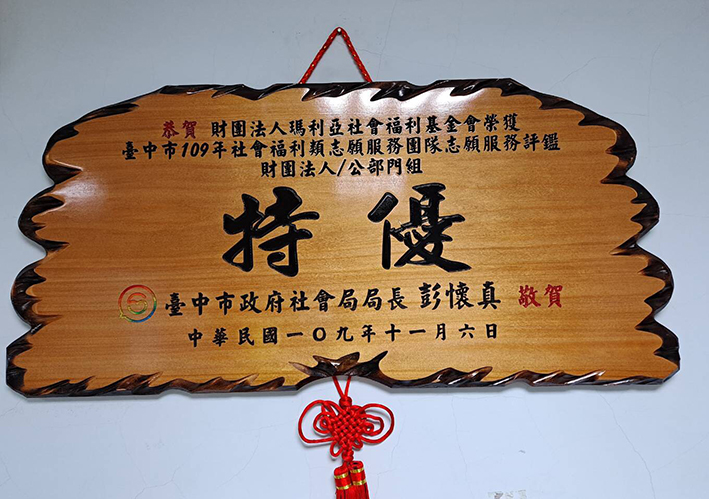 恭賀 財團法人瑪利亞社會福利基金會榮獲
臺中市109年社會福利類志願服務團隊志願服務評鑑
財團法人/公部門組
特優
臺中市政府社會局局長 彭懷真 敬賀
中華民國一0九年十一月六日